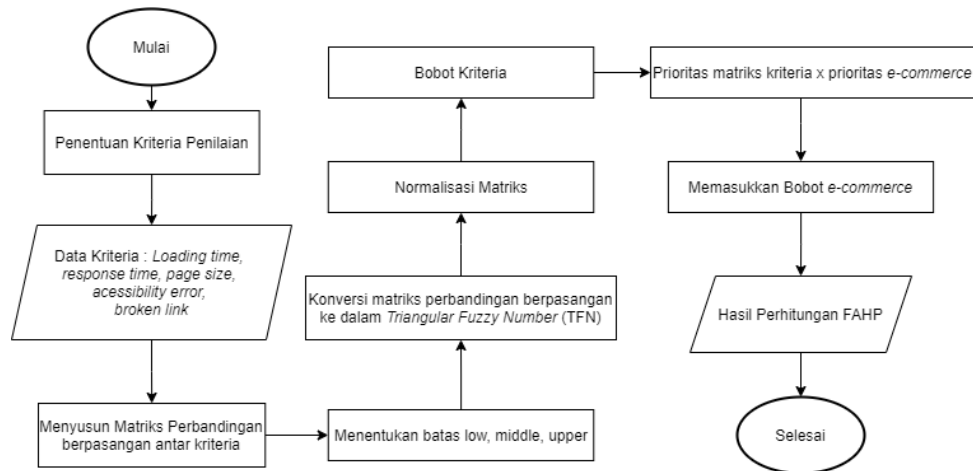 Mulai
Penentuan Kriteria Penilaian
Data Kriteria : Loading time,
response time, page size,
acessibility error,
broken link
Menyusun Matriks Perbandingan
berpasangan antar kriteria
Menentukan batas low, middle, upper
Konversi matriks perbandingan berpasangan
ke dalam Triangular Fuzzy Number (TFN)
Normalisasi Matriks
Bobot Kriteria
Prioritas matriks kriteria x prioritas e-commerce
Memasukkan Bobot e-commerce
Hasil Perhitungan FAHP
Selesai